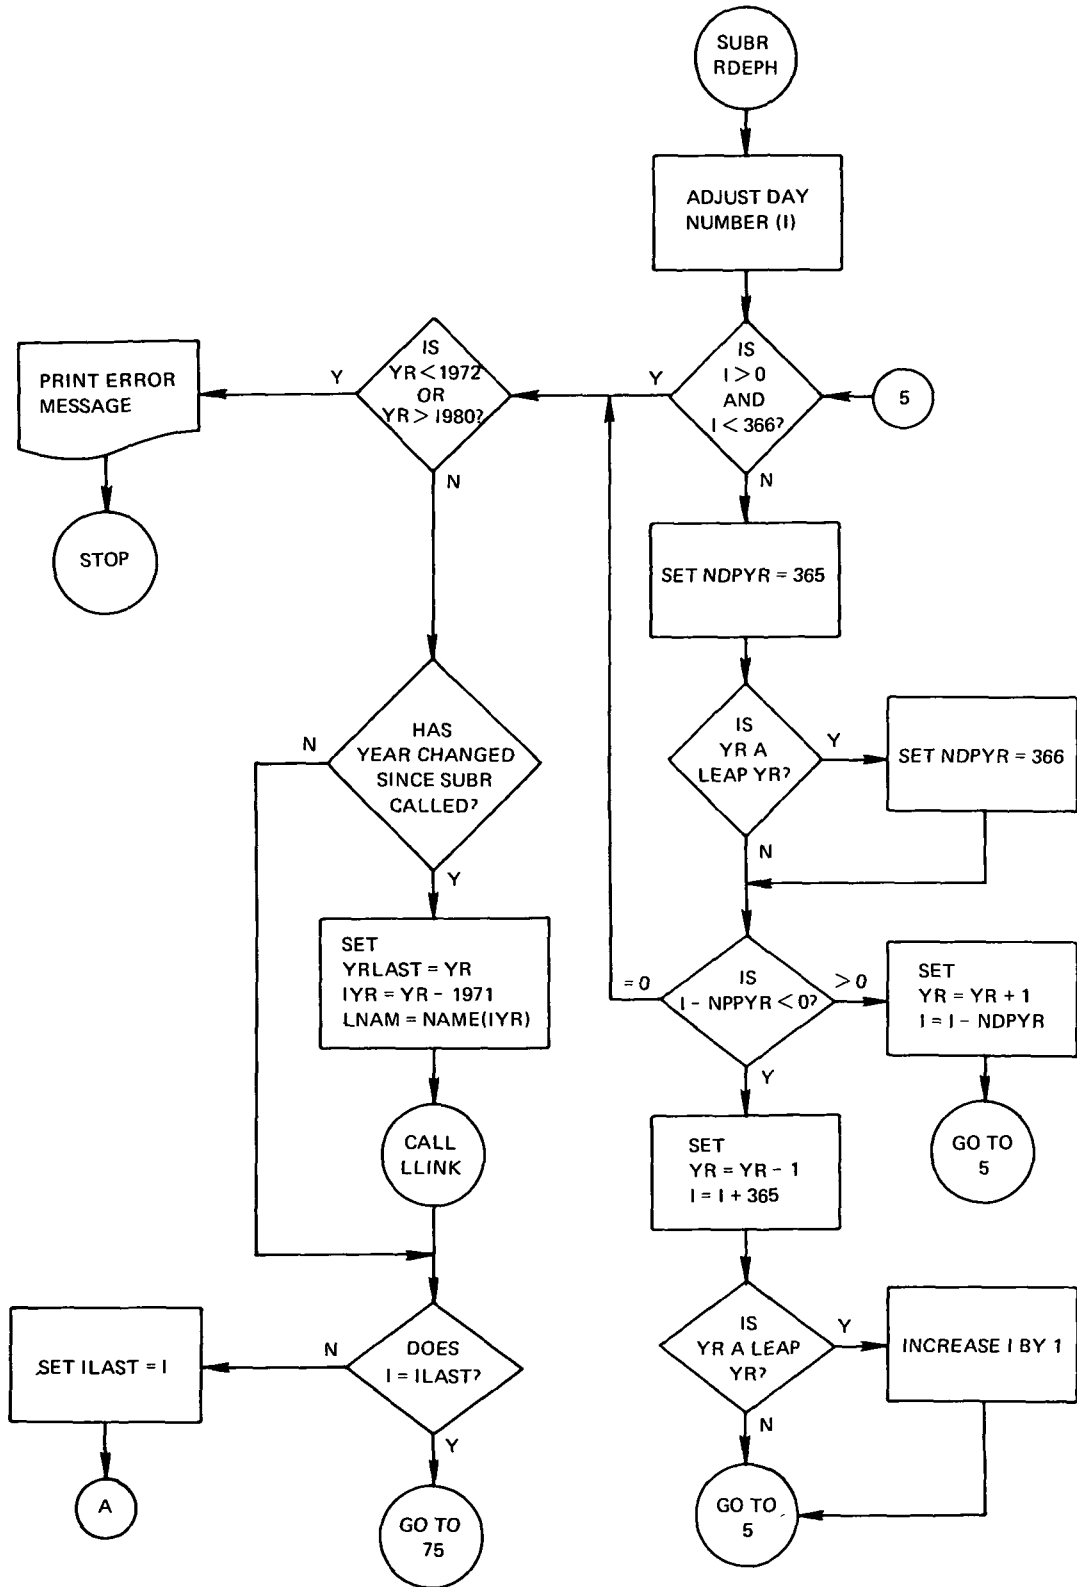 SUBR
RDEPH
ADJUST DAY
NUMBER (I)
IS
I > 0
AND
I < 366?
Y
N
5
IS
YR < 1972
OR
YR > 1980?
Y
N
PRINT ERROR
MESSAGE
STOP
SET NDPYR = 365
IS
YR A
LEAP YR?
Y
N
SET NDPYR = 366
HAS
YEAR CHANGED
SINCE SUBR
CALLED?
N
Y
SET
YRLAST = YR
IYR = YR - 1971
LNAM = NAME(IYR)
IS
I - NPPYR < 0?
= 0
> 0
Y
SET
YR = YR + 1
I = I - NDPYR
GO TO
5
CALL
LLINK
SET
YR = YR - 1
I = I + 365
DOES
I = ILAST?
N
Y
SET ILAST = I
A
GO TO
75
IS
YR A LEAP
YR?
Y
N
INCREASE I BY 1
GO TO
5